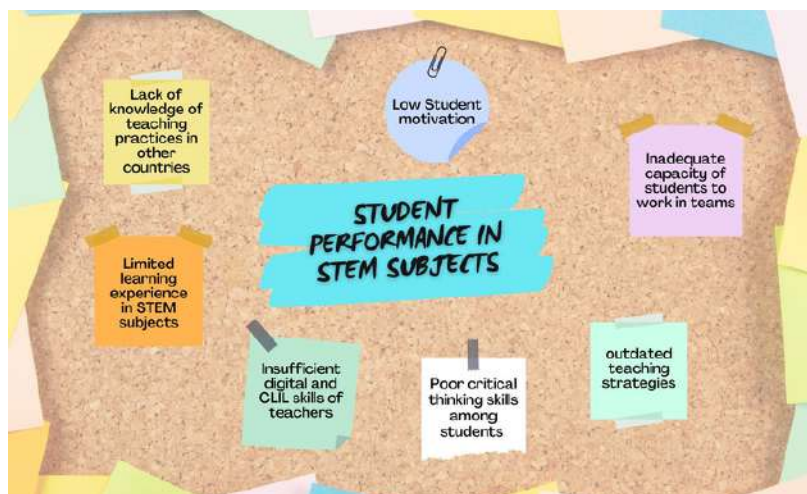 Lack of
knowledge of
teaching
practices in
other
countries
Low Student
motivation
Inadequate
capacity of
students to
work in teams
STUDENT
PERFORMANCE IN
STEM SUBJECTS
Limited
learning
experience
in STEM
subjects
Insufficient
digital and
CLIL skills of
teachers
Poor critical
thinking skills
among
students
outdated
teaching
strategies